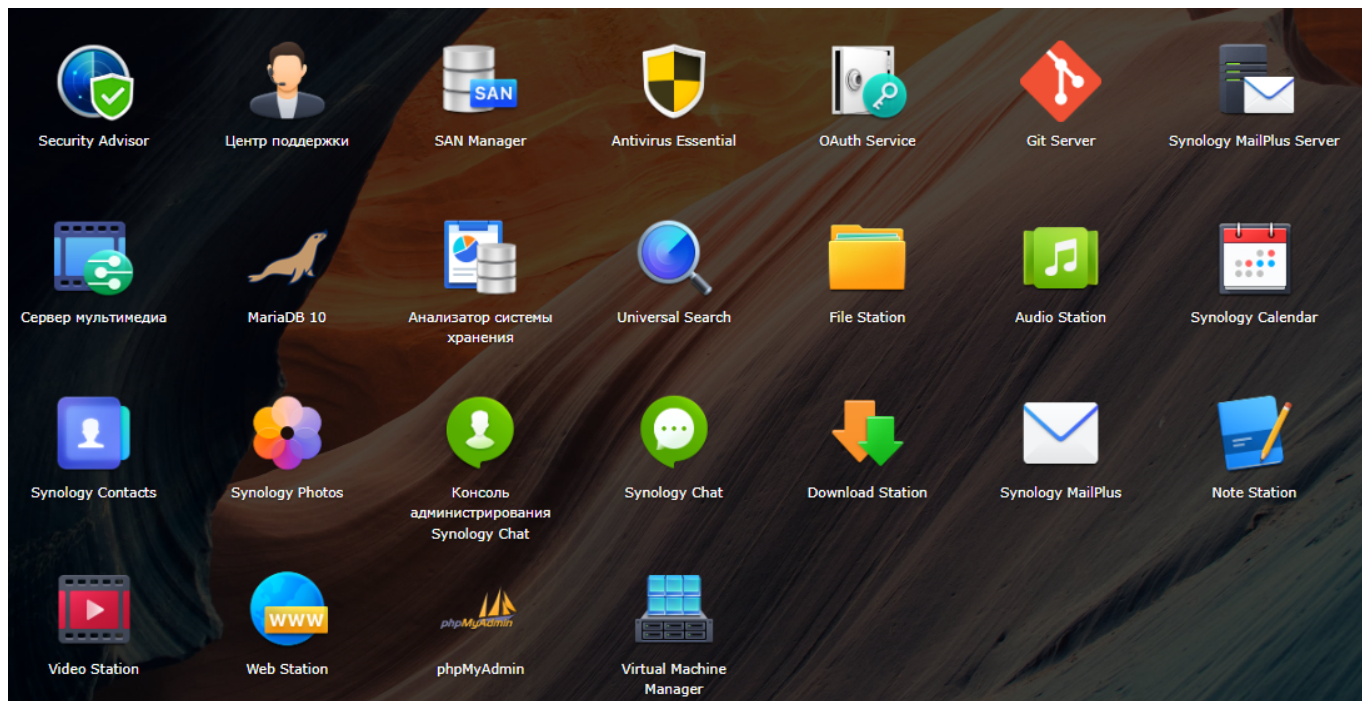 SAN
Security Advisor
Центр поддержки
SAN Manager
Antivirus Essential
OAuth Service
Git Server
Synology MailPlus Server
Сервер мультимедиа
MariaDB 10
Анализатор системы
хранения
Universal Search
File Station
Audio Station
Synology Calendar
Synology Contacts
Synology Photos
Консоль
администрирования
Synology Chat
Synology Chat
Download Station
Synology MailPlus
Note Station
www
phpMyAdmin
Video Station
Web Station
phpMyAdmin
Virtual Machine
Manager